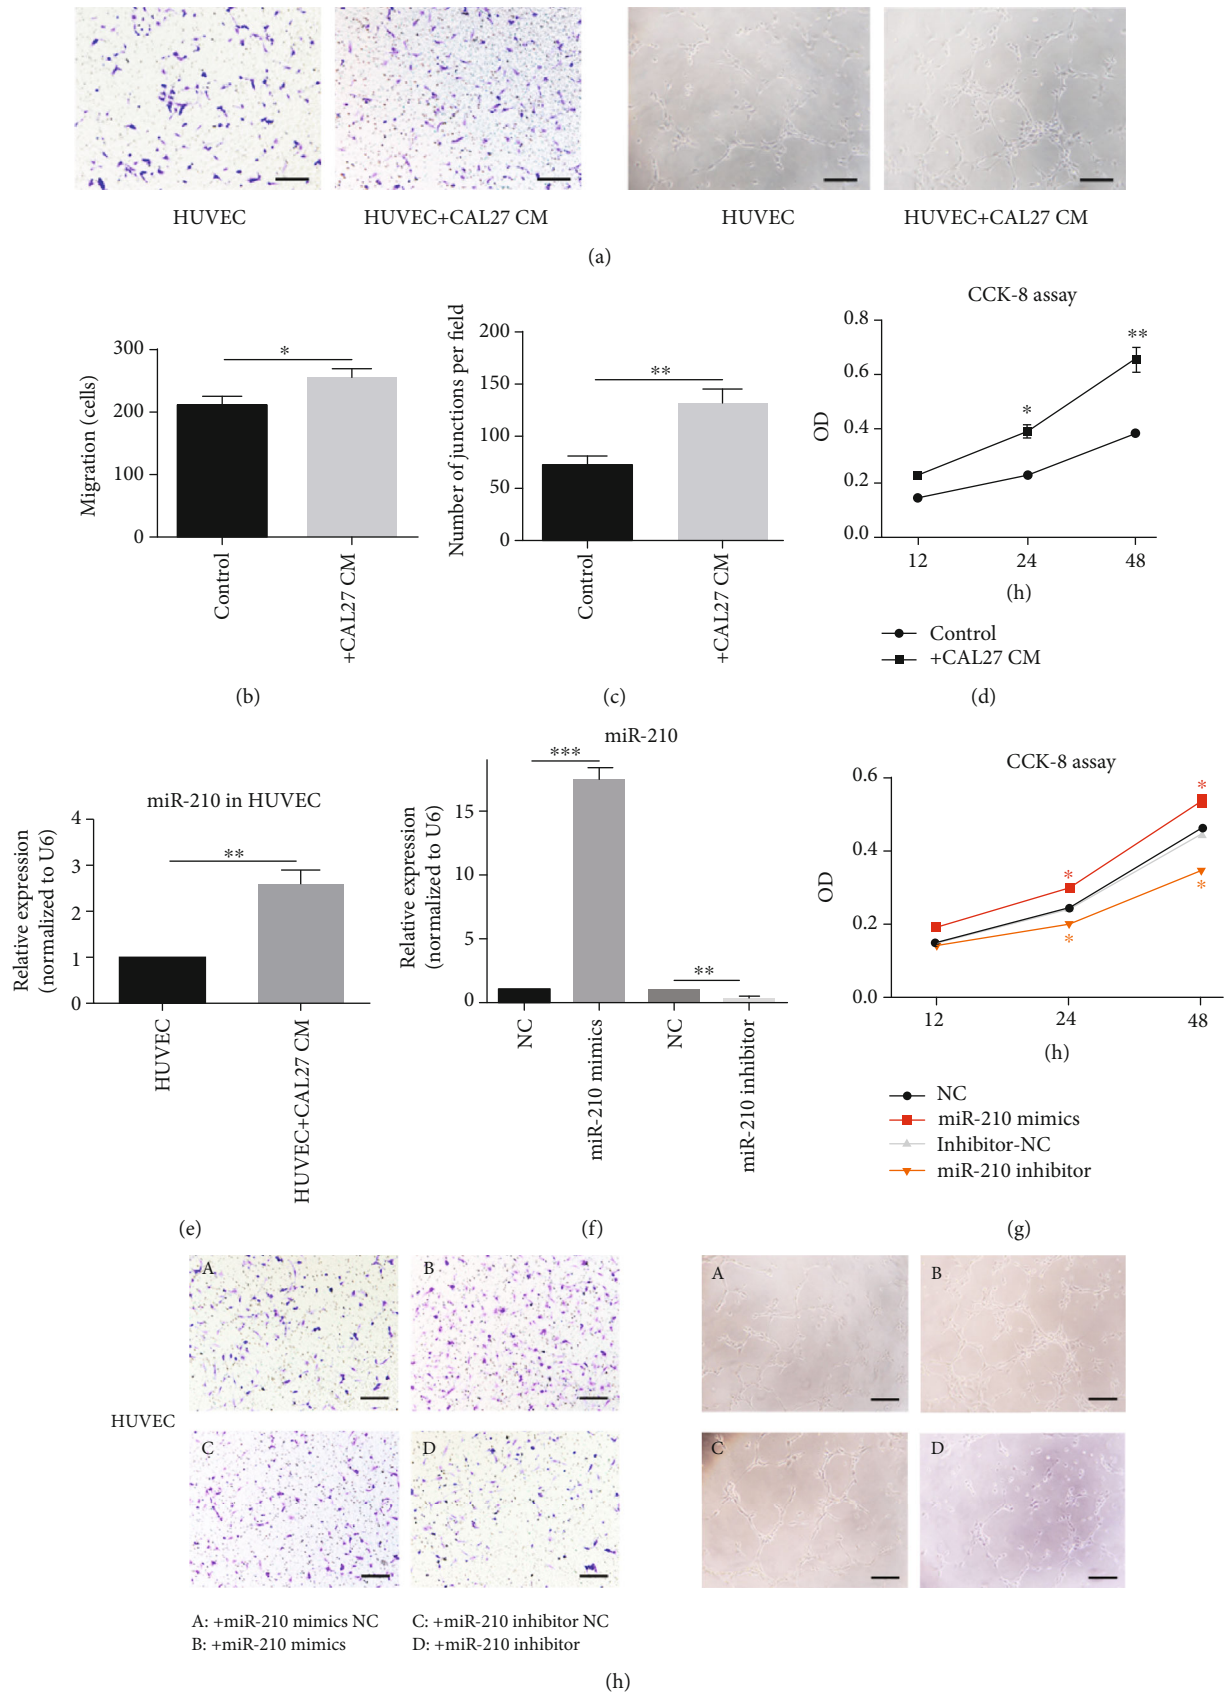 HUVEC
HUVEC+CAL27 CM
HUVEC
HUVEC+CAL27 CM
(a)
300
200
100
0
Migration (cells)
*
Control
+CAL27 CM
(b)
200
150
100
50
0
Number of junctions per field
**
Control
+CAL27 CM
(c)
CCK-8 assay
0.8
0.6
0.4
0.2
0.0
OD
*
**
12
24
48
(h)
Control
+CAL27 CM
(d)
miR-210 in HUVEC
4
3
2
1
0
Relative expression
(normalized to U6)
**
HUVEC
HUVEC+CAL27 CM
(e)
miR-210
15
10
5
0
Relative expression
(normalized to U6)
***
**
NC
miR-210 mimics
NC
miR-210 inhibitor
(f)
CCK-8 assay
0.6
0.4
0.2
0.0
OD
*
*
*
*
12
24
48
(h)
NC
miR-210 mimics
Inhibitor-NC
miR-210 inhibitor
(g)
HUVEC
A
B
C
D
A
B
C
D
A: +miR-210 mimics NC
B: +miR-210 mimics
C: +miR-210 inhibitor NC
D: +miR-210 inhibitor
(h)